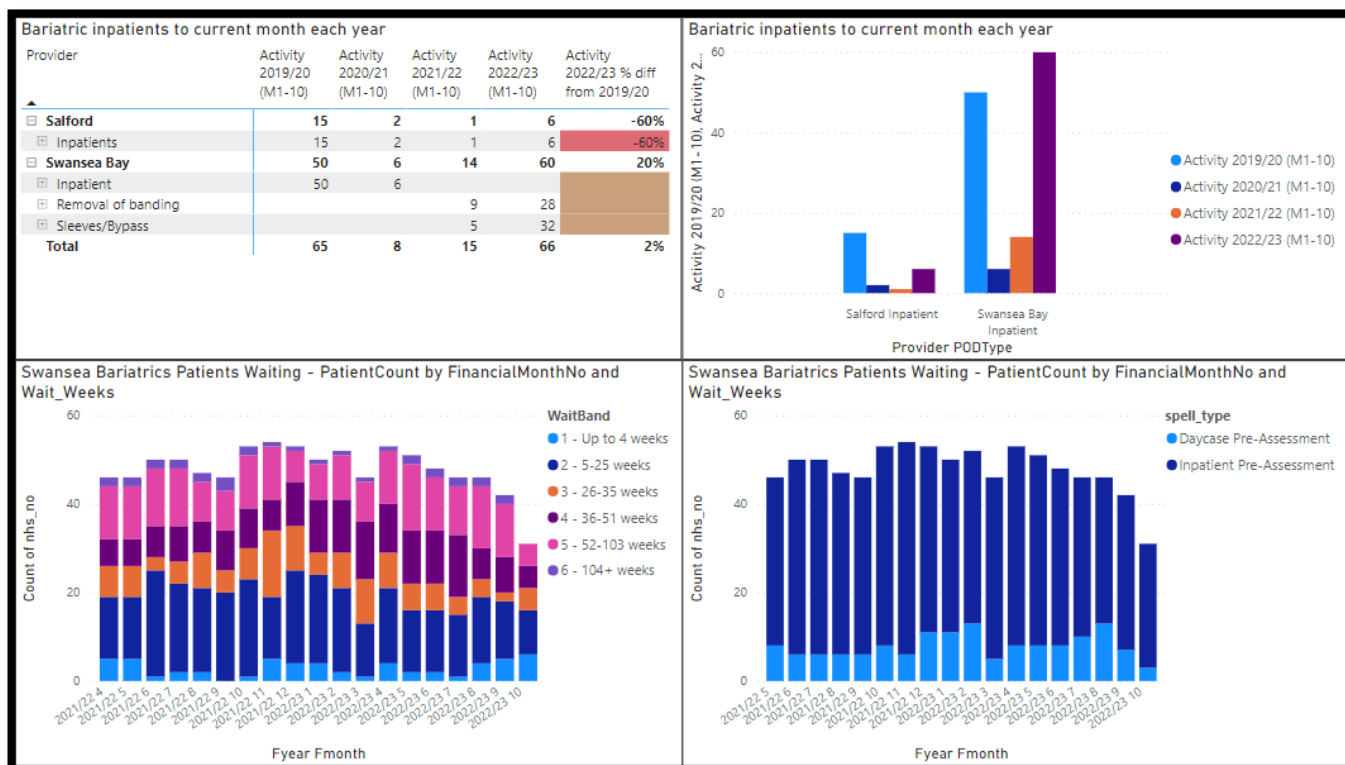 Bariatric inpatients to current month each year
Provider Activity Activity Activity Activity Activity
2019/20 2020/21 2021/22 2022/23 2022/23 % diff
(M1-10) (M1-10) (M1-10) (M1-10) from 2019/20
Salford 15 2 1 6 -60%
Inpatients 15 2 1 6 -60%
Swansea Bay 50 6 14 60 20%
Inpatient 50 6
Removal of banding 9 28
Sleeves/Bypass 5 32
Total 65 8 15 66 2%
Bariatric inpatients to current month each year
Activity 2019/20 (M1-10), Activity 2...
60
40
20
0
Salford Inpatient
Swansea Bay
Inpatient
Provider PODType
Activity 2019/20 (M1-10)
Activity 2020/21 (M1-10)
Activity 2021/22 (M1-10)
Activity 2022/23 (M1-10)
Swansea Bariatrics Patients Waiting - PatientCount by FinancialMonthNo and
Wait_Weeks
Count of nhs_no
60
40
20
0
2021/22 4
2021/22 5
2021/22 6
2021/22 7
2021/22 8
2021/22 9
2021/22 10
2021/22 11
2021/22 12
2022/23 1
2022/23 2
2022/23 3
2022/23 4
2022/23 5
2022/23 6
2022/23 7
2022/23 8
2022/23 9
2022/23 10
Fyear Fmonth
WaitBand
1 - Up to 4 weeks
2 - 5-25 weeks
3 - 26-35 weeks
4 - 36-51 weeks
5 - 52-103 weeks
6 - 104+ weeks
Swansea Bariatrics Patients Waiting - PatientCount by FinancialMonthNo and
Wait_Weeks
Count of nhs_no
60
40
20
0
2021/22 5
2021/22 6
2021/22 7
2021/22 8
2021/22 9
2021/22 10
2021/22 11
2021/22 12
2022/23 1
2022/23 2
2022/23 3
2022/23 4
2022/23 5
2022/23 6
2022/23 7
2022/23 8
2022/23 9
2022/23 10
Fyear Fmonth
spell_type
Daycase Pre-Assessment
Inpatient Pre-Assessment